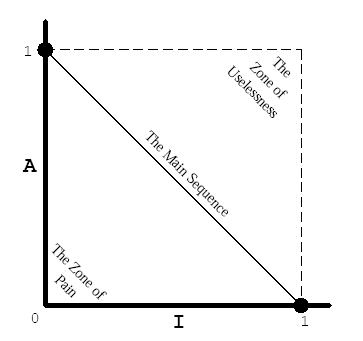 1
The
Zone of
Uselessness
The Main Sequence
A
The Zone of
Pain
0
I
1